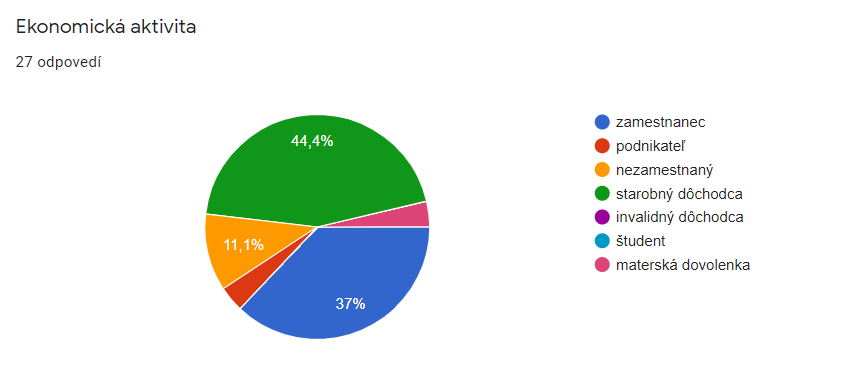 Ekonomická aktivita
27 odpovedí
44,4%
11,1%
37%
zamestnanec
podnikateľ
nezamestnaný
starobný dôchodca
invalidný dôchodca
študent
materská dovolenka